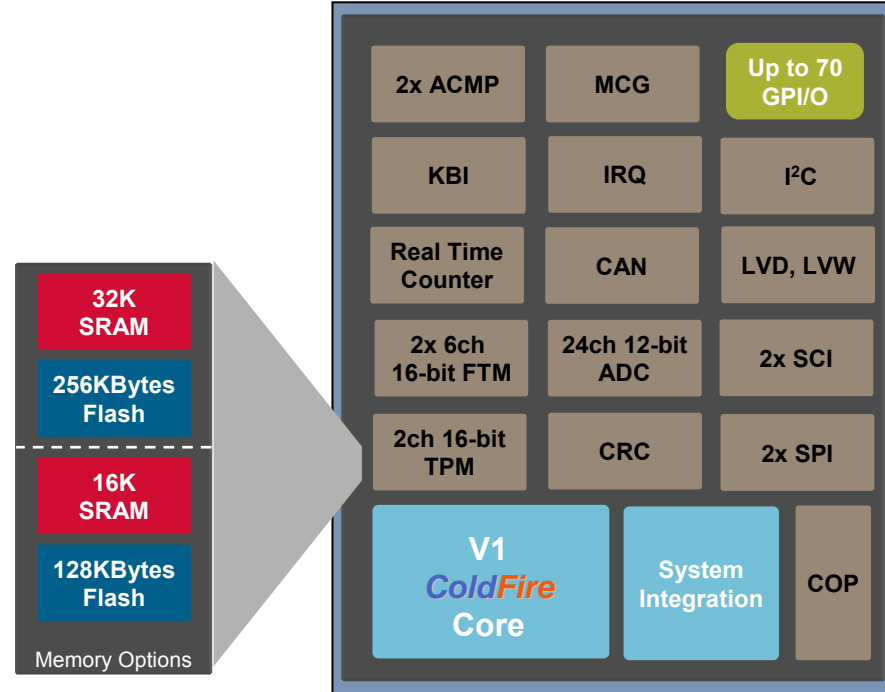 32K
SRAM
256KBytes
Flash
16K
SRAM
128KBytes
Flash
Memory Options
2x ACMP
MCG
Up to 70
GPI/O
KBI
IRQ
I²C
Real Time
Counter
CAN
LVD, LVW
2x 6ch
16-bit FTM
24ch 12-bit
ADC
2x SCI
2ch 16-bit
TPM
CRC
2x SPI
V1
ColdFire
Core
System
Integration
COP